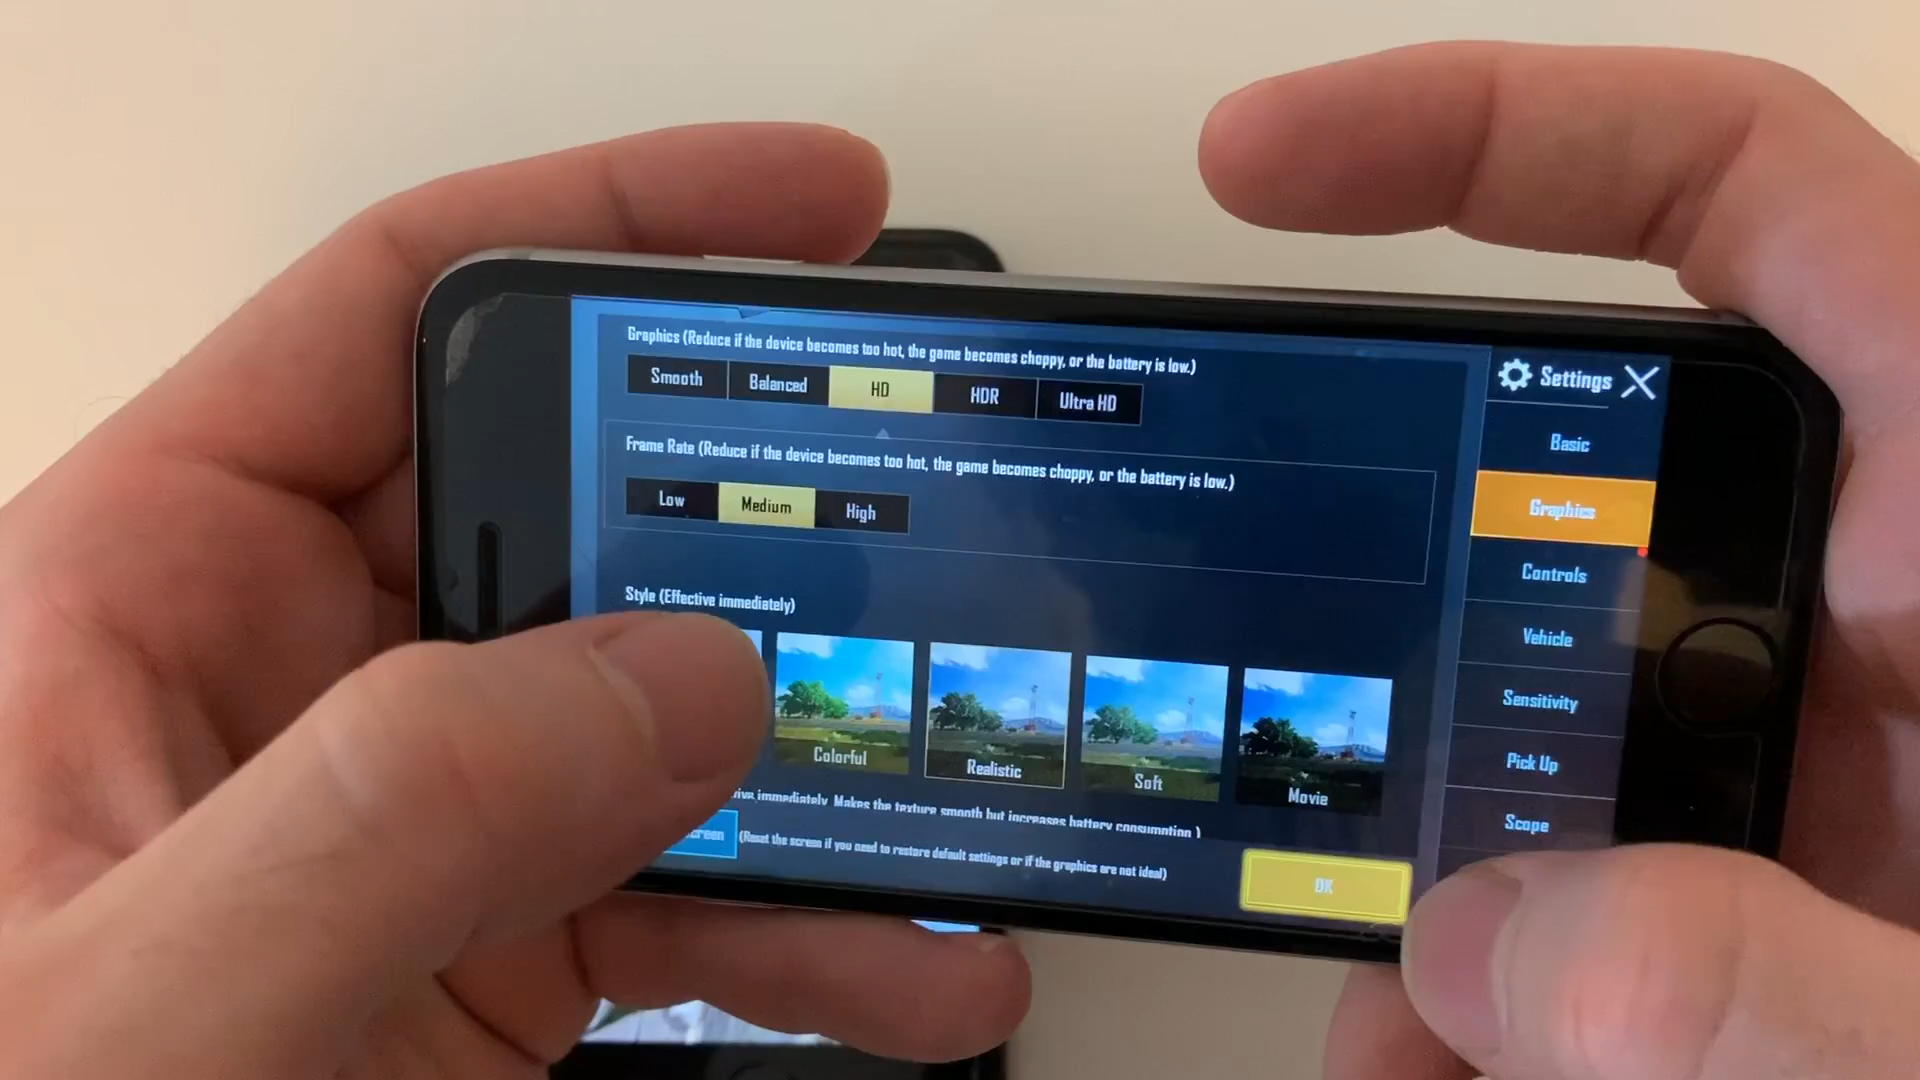 Graphics (Reduce if the device becomes too hot, the game becomes choppy, or the battery is low.)
Smooth
Balanced
HD
HDR
Ultra HD
Frame Rate (Reduce if the device becomes too hot, the game becomes choppy, or the battery is low.)
Low
Medium
High
Style (Effective immediately)
Colorful
Realistic
Soft
Movie
immediately. Makes the texture smooth but increases battery consumption.)
(Reset the screen if you need to restore default settings or if the graphics are not ideal)
OK
Settings
Basic
Graphics
Controls
Vehicle
Sensitivity
Pick Up
Scope